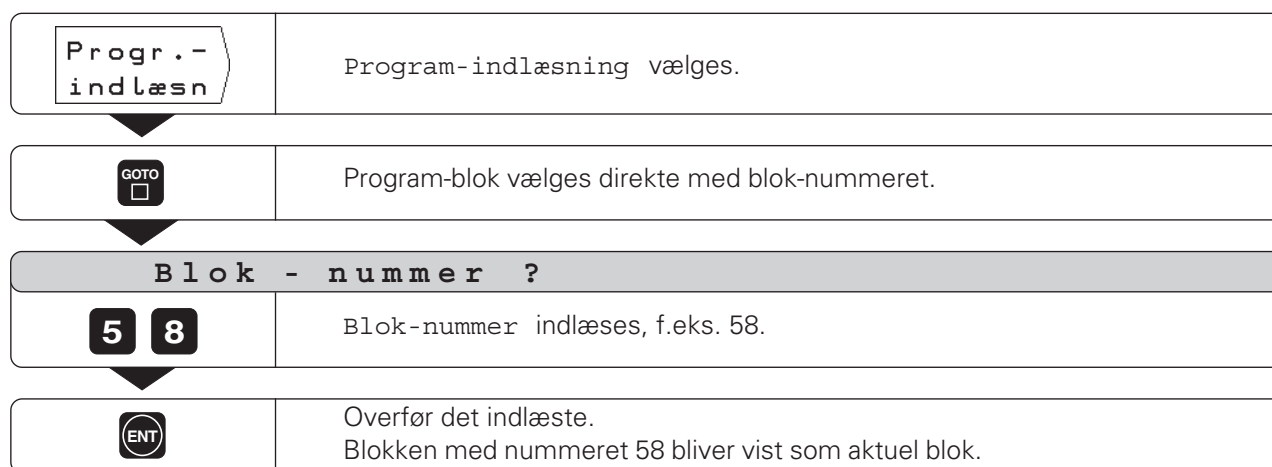 Progr.-
indlæsn
Program-indlæsning vælges.
GOTO
Program-blok vælges direkte med blok-nummeret.
Blok - nummer ?
5 8
Blok-nummer indlæses, f.eks. 58.
ENT
Overfør det indlæste.
Blokken med nummeret 58 bliver vist som aktuel blok.